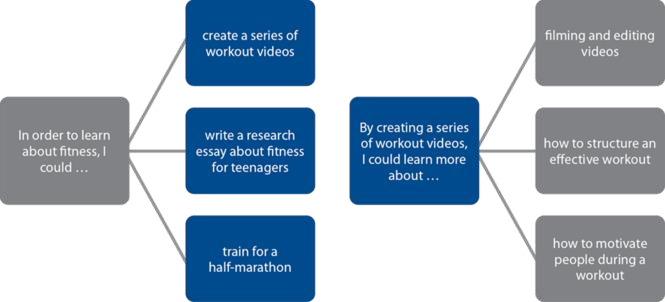 In order to learn
about fitness, I
could ...
create a series of
workout videos
write a research
essay about fitness
for teenagers
train for a
half-marathon
By creating a series
of workout videos,
I could learn more
about ...
filming and editing
videos
how to structure an
effective workout
how to motivate
people during a
workout